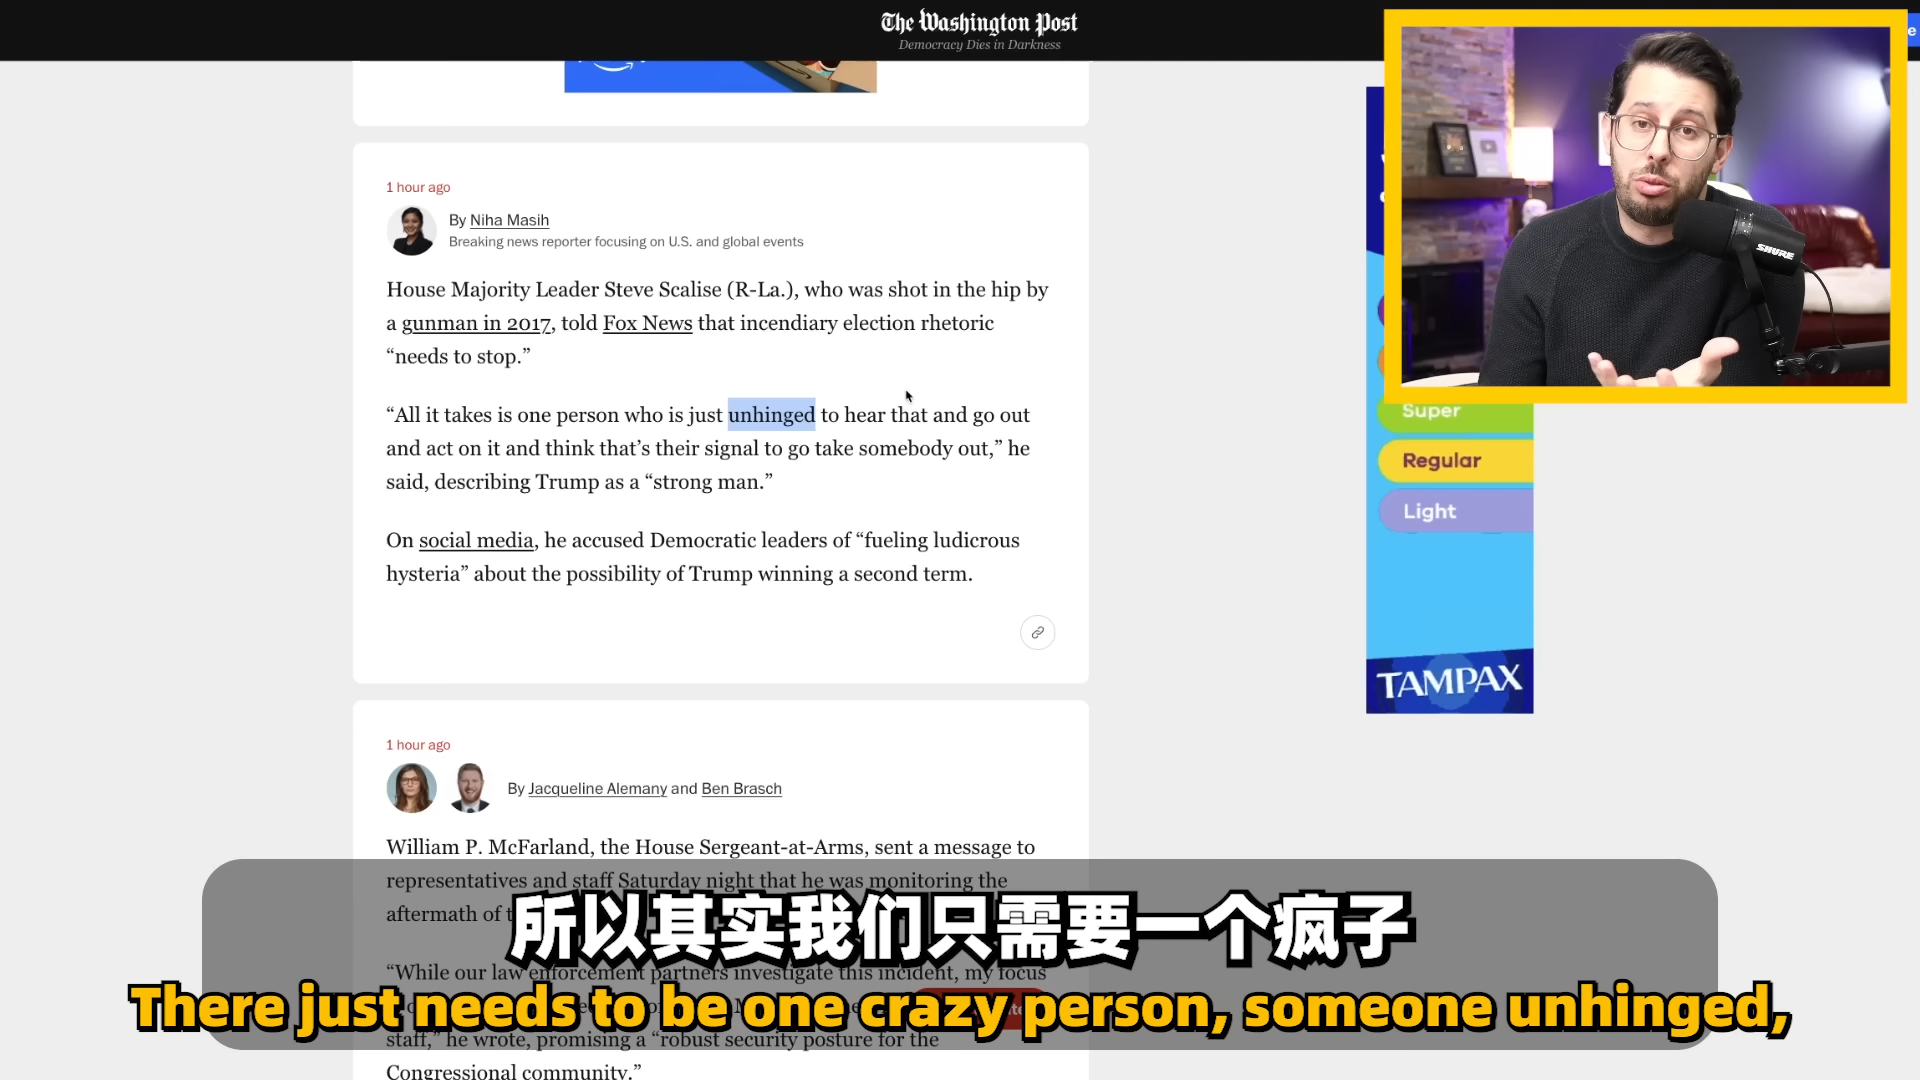 The Washington Post
Democracy Dies in Darkness
1 hour ago
By Niha Masih
Breaking news reporter focusing on U.S. and global events
House Majority Leader Steve Scalise (R-La.), who was shot in the hip by
a gunman in 2017, told Fox News that incendiary election rhetoric
“needs to stop.”
“All it takes is one person who is just unhinged to hear that and go out
and act on it and think that’s their signal to go take somebody out,” he
said, describing Trump as a “strong man.”
On social media, he accused Democratic leaders of “fueling ludicrous
hysteria” about the possibility of Trump winning a second term.
SHURE
Super
Regular
Light
TAMPAX
1 hour ago
By Jacqueline Alemany and Ben Brasch
William P. McFarland, the House Sergeant-at-Arms, sent a message to
representatives and staff Saturday night that he was monitoring the
aftermath of
“While our law enforcement partners investigate this incident, my focus
staff,” he wrote, promising a “robust security posture for the
Congressional community.”
所以其实我们只需要一个疯子
There just needs to be one crazy person, someone unhinged,